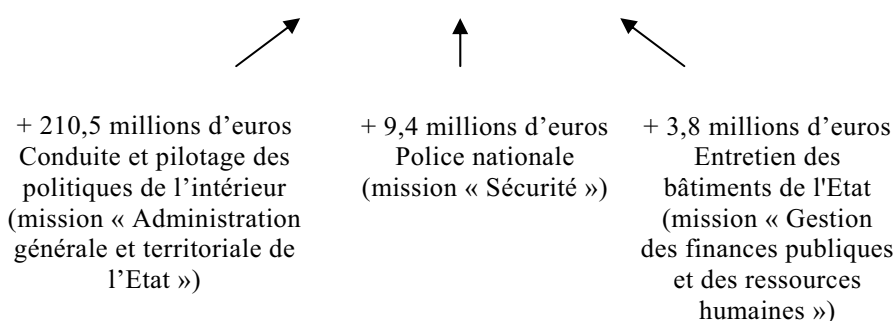 + 210,5 millions d’euros
Conduite et pilotage des
politiques de l’intérieur
(mission « Administration
générale et territoriale de
l’Etat »)
+ 9,4 millions d’euros
Police nationale
(mission « Sécurité »)
+ 3,8 millions d’euros
Entretien des
bâtiments de l'Etat
(mission « Gestion
des finances publiques
et des ressources
humaines »)